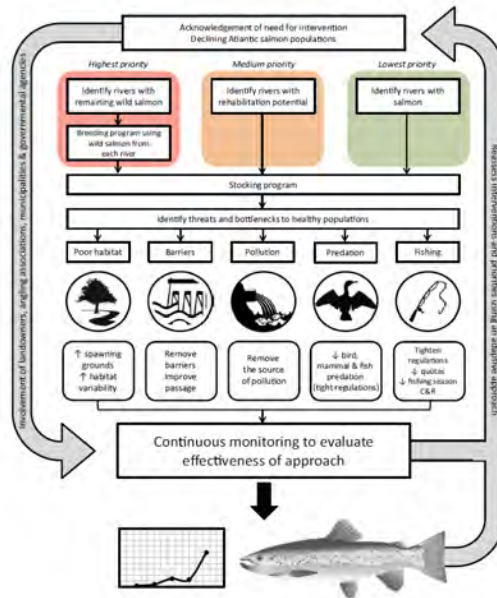 Acknowledgement of need for intervention
Declining Atlantic salmon populations
Highest priority
Medium priority
Lowest priority
Identify rivers with
remaining wild salmon
Identify rivers with
rehabilitation potential
Identify rivers with
salmon
Breeding program using
wild salmon from
each river
Stocking program
Identify threats and bottlenecks to healthy populations
Poor habitat
Barriers
Pollution
Predation
Fishing
↑ spawning
grounds
↑ habitat
variability
Remove
barriers
Improve
passage
Remove
the source
of pollution
↓ bird,
mammal & fish
predation
(tight regulations)
Tighten
regulations
↓ quotas
↓ fishing season
C&R
Continuous monitoring to evaluate
effectiveness of approach
Involvement of landowners, angling associations, municipalities & governmental agencies
Reassess interventions and priorities using an adaptive approach